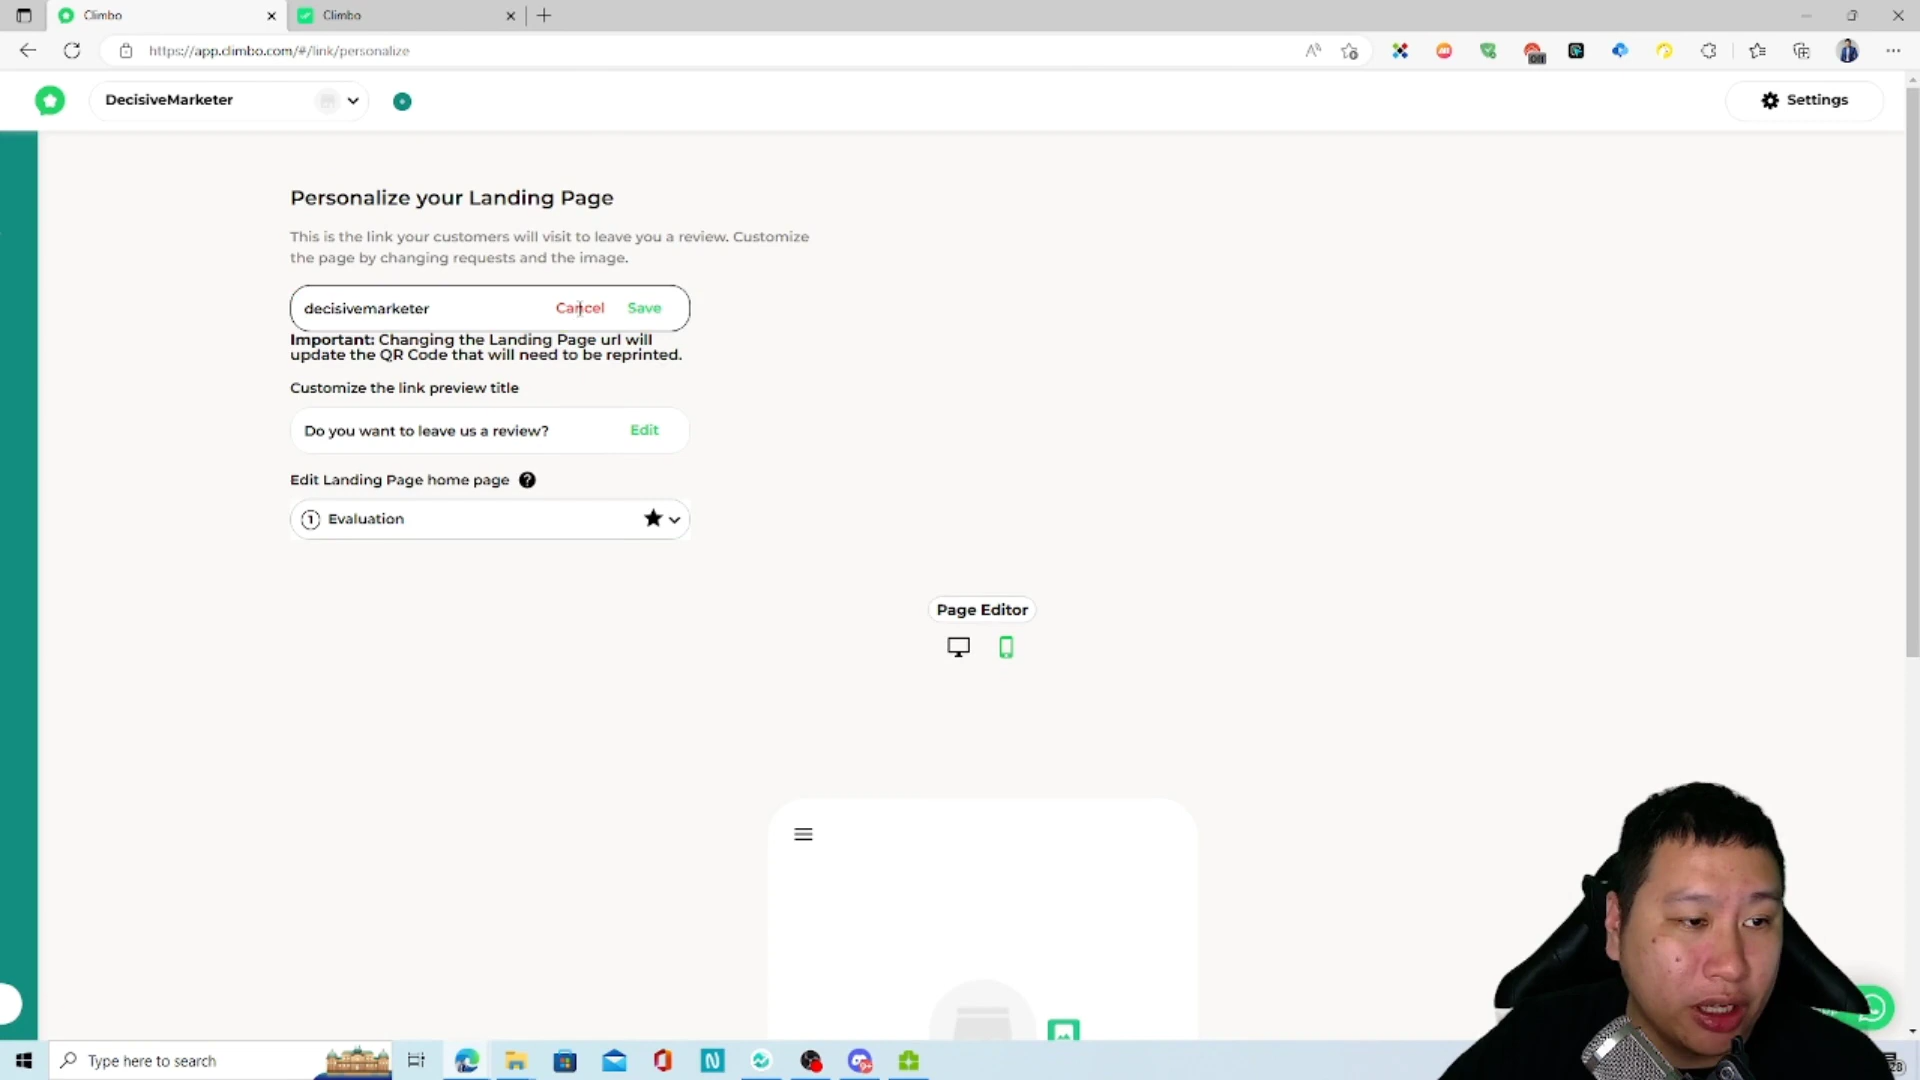 Climbo
Climbo
https://app.climbo.com/#/link/personalize
DecisiveMarketer
Settings
Personalize your Landing Page
This is the link your customers will visit to leave you a review. Customize
the page by changing requests and the image.
decisivemarketer
Cancel
Save
Important: Changing the Landing Page url will
update the QR Code that will need to be reprinted.
Customize the link preview title
Do you want to leave us a review?
Edit
Edit Landing Page home page
1 Evaluation
Page Editor
Type here to search